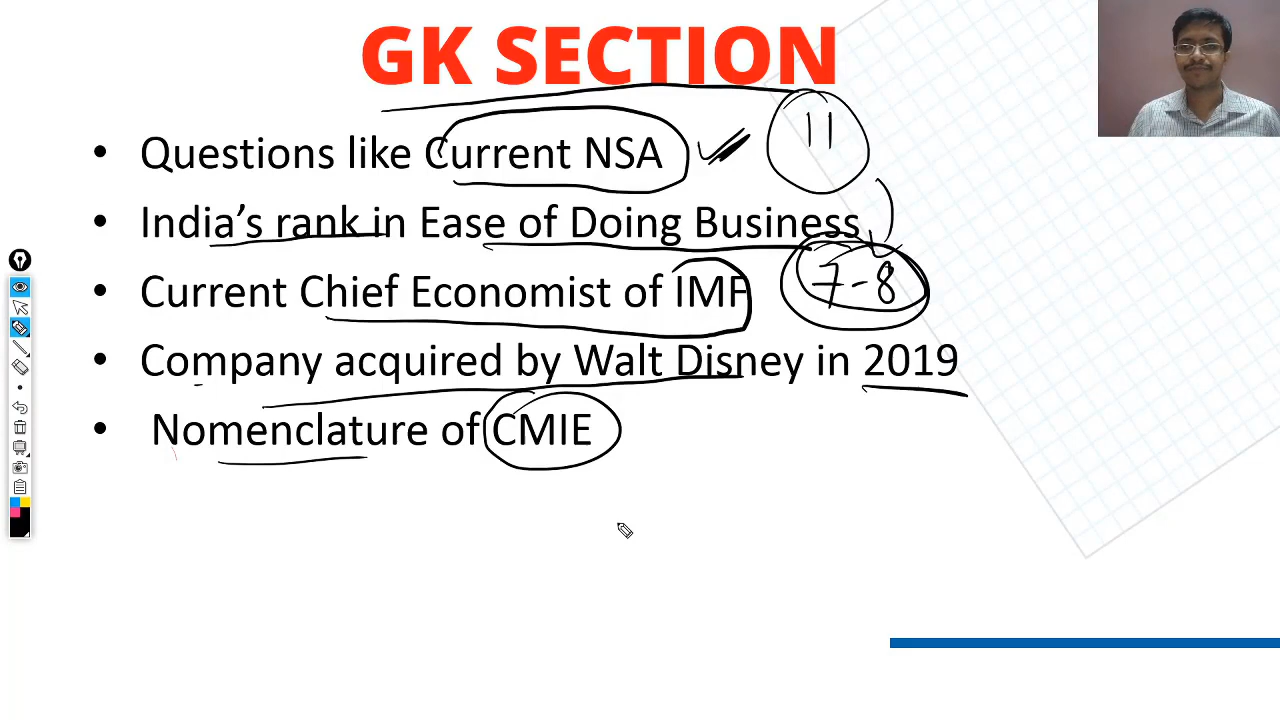 GK SECTION
• Questions like Current NSA 11
• India's rank in Ease of Doing Business
• Current Chief Economist of IMF 7-8
• Company acquired by Walt Disney in 2019
• Nomenclature of CMIE